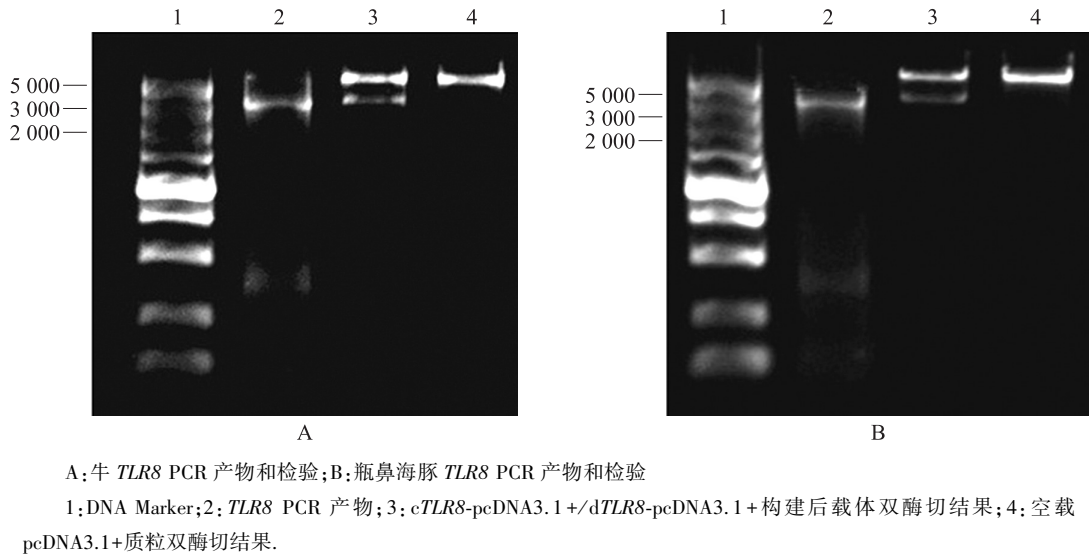 1 2 3 4
5 000
3 000
2 000
A
1 2 3 4
5 000
3 000
2 000
B
A:牛 TLR8 PCR 产物和检验;B:瓶鼻海豚 TLR8 PCR 产物和检验
1:DNA Marker;2:TLR8 PCR 产物;3:cTLR8-pcDNA3.1+/dTLR8-pcDNA3.1+构建后载体双酶切结果;4:空载
pcDNA3.1+质粒双酶切结果.